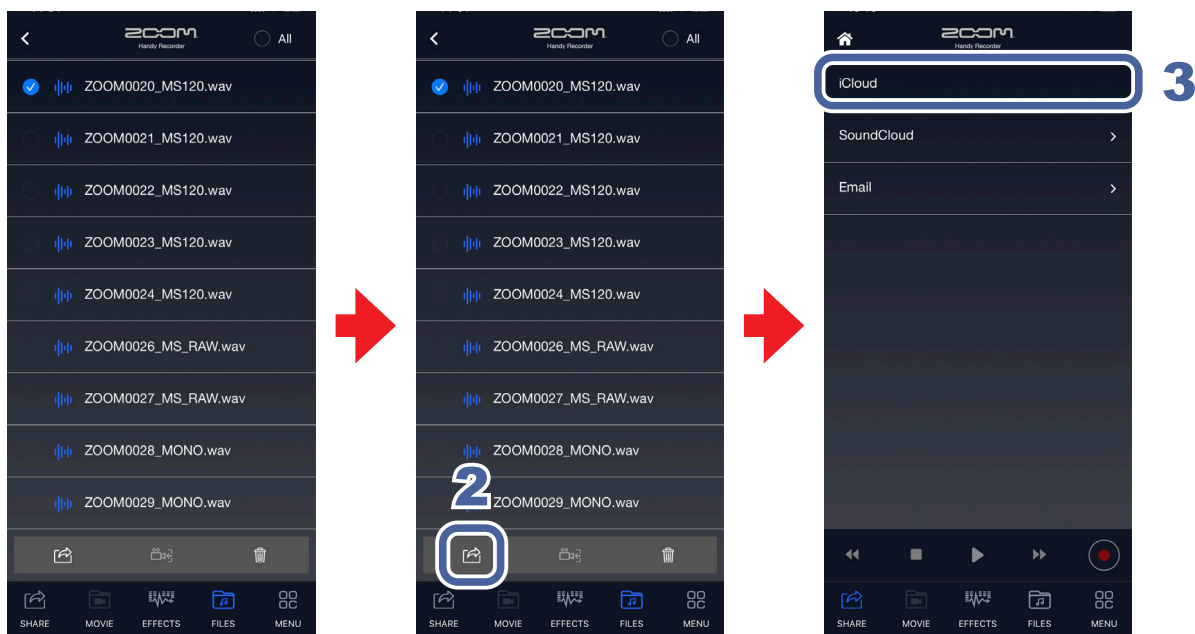 ZOOM
Handy Recorder
All
ZOOM0020_MS120.wav
ZOOM0021_MS120.wav
ZOOM0022_MS120.wav
ZOOM0023_MS120.wav
ZOOM0024_MS120.wav
ZOOM0026_MS_RAW.wav
ZOOM0027_MS_RAW.wav
ZOOM0028_MONO.wav
ZOOM0029_MONO.wav
SHARE MOVIE EFFECTS FILES MENU
ZOOM
Handy Recorder
All
ZOOM0020_MS120.wav
ZOOM0021_MS120.wav
ZOOM0022_MS120.wav
ZOOM0023_MS120.wav
ZOOM0024_MS120.wav
ZOOM0026_MS_RAW.wav
ZOOM0027_MS_RAW.wav
ZOOM0028_MONO.wav
2
ZOOM0029_MONO.wav
SHARE MOVIE EFFECTS FILES MENU
ZOOM
Handy Recorder
iCloud
3
SoundCloud
Email
SHARE MOVIE EFFECTS FILES MENU